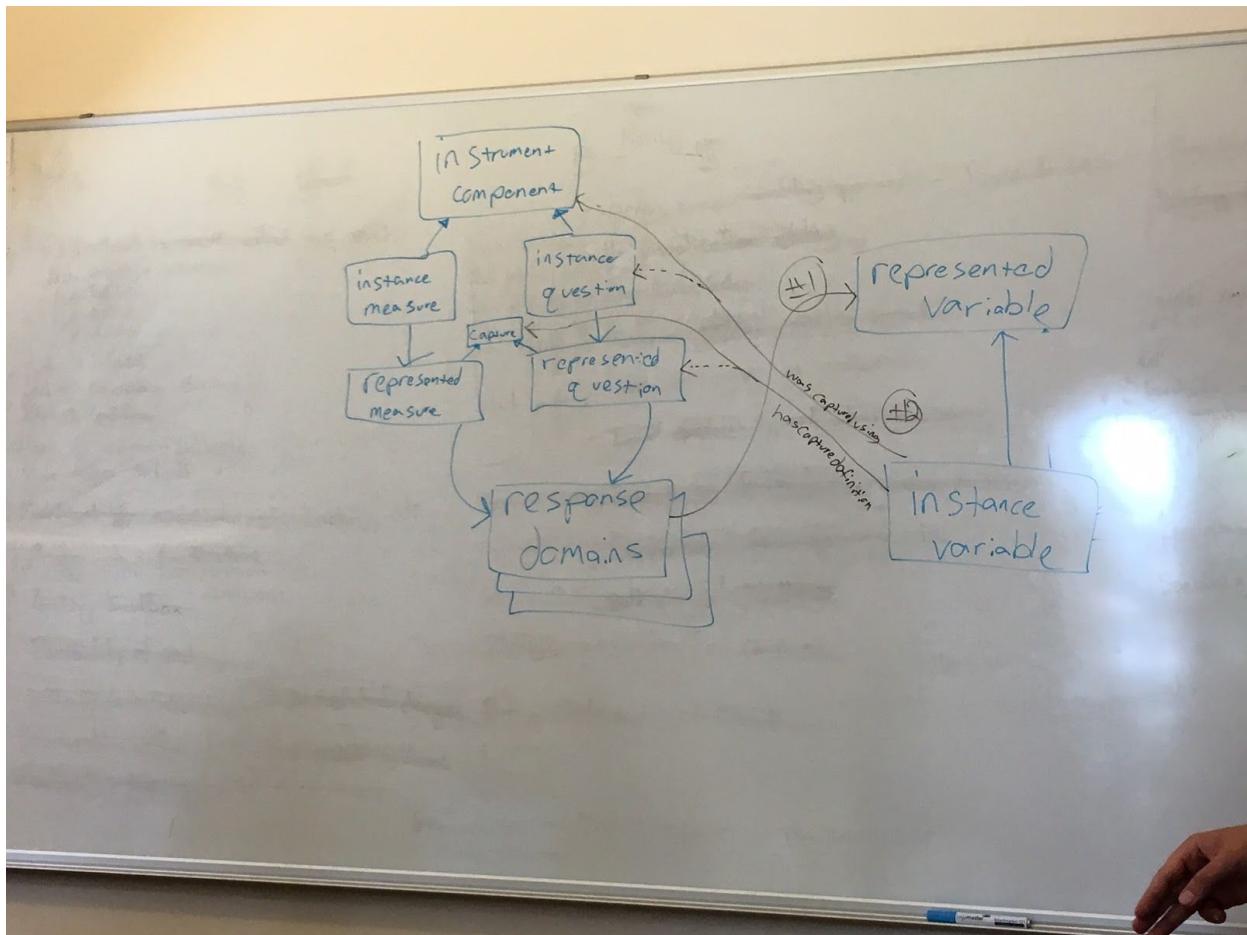 instrument
component
instance
measure
instance
question
capture
represented
measure
represented
question
response
domains
#1
represented
variable
was captured using
#2
hasCapturedefinition
instance
variable